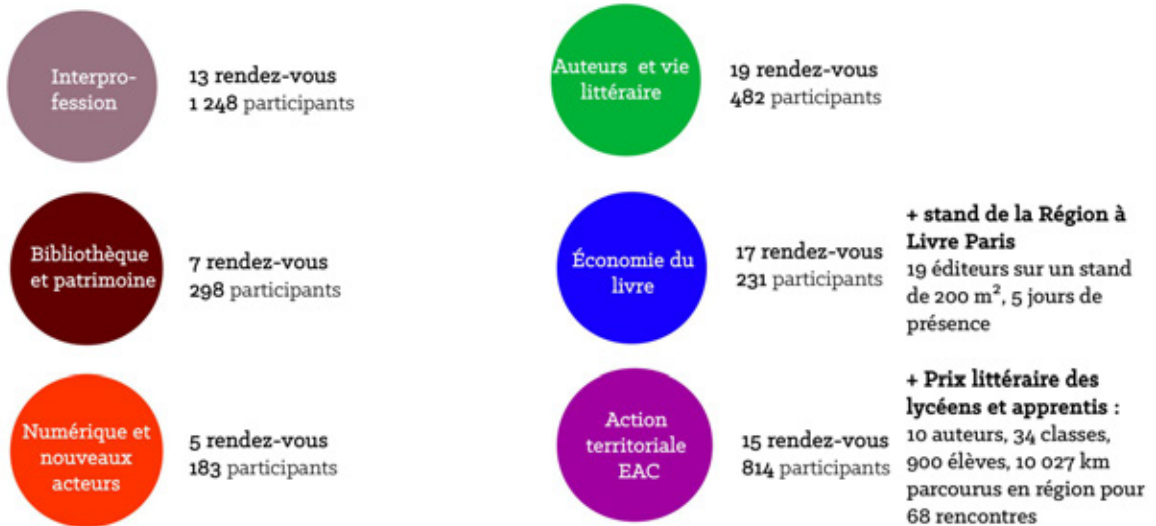 Interpro-
fession
13 rendez-vous
1 248 participants
Auteurs et vie
littéraire
19 rendez-vous
482 participants
Bibliothèque
et patrimoine
7 rendez-vous
298 participants
Économie du
livre
17 rendez-vous
231 participants
+ stand de la Région à
Livre Paris
19 éditeurs sur un stand
de 200 m², 5 jours de
présence
Numérique et
nouveaux
acteurs
5 rendez-vous
183 participants
Action
territoriale
EAC
15 rendez-vous
814 participants
+ Prix littéraire des
lycéens et apprentis :
10 auteurs, 34 classes,
900 élèves, 10 027 km
parcourus en région pour
68 rencontres